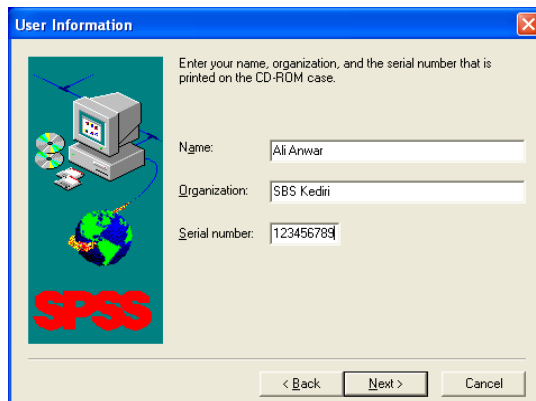 User Information
Enter your name, organization, and the serial number that is
printed on the CD-ROM case.
Name: Ali Anwar
Organization: SBS Kediri
Serial number: 123456789
SPSS
< Back Next > Cancel